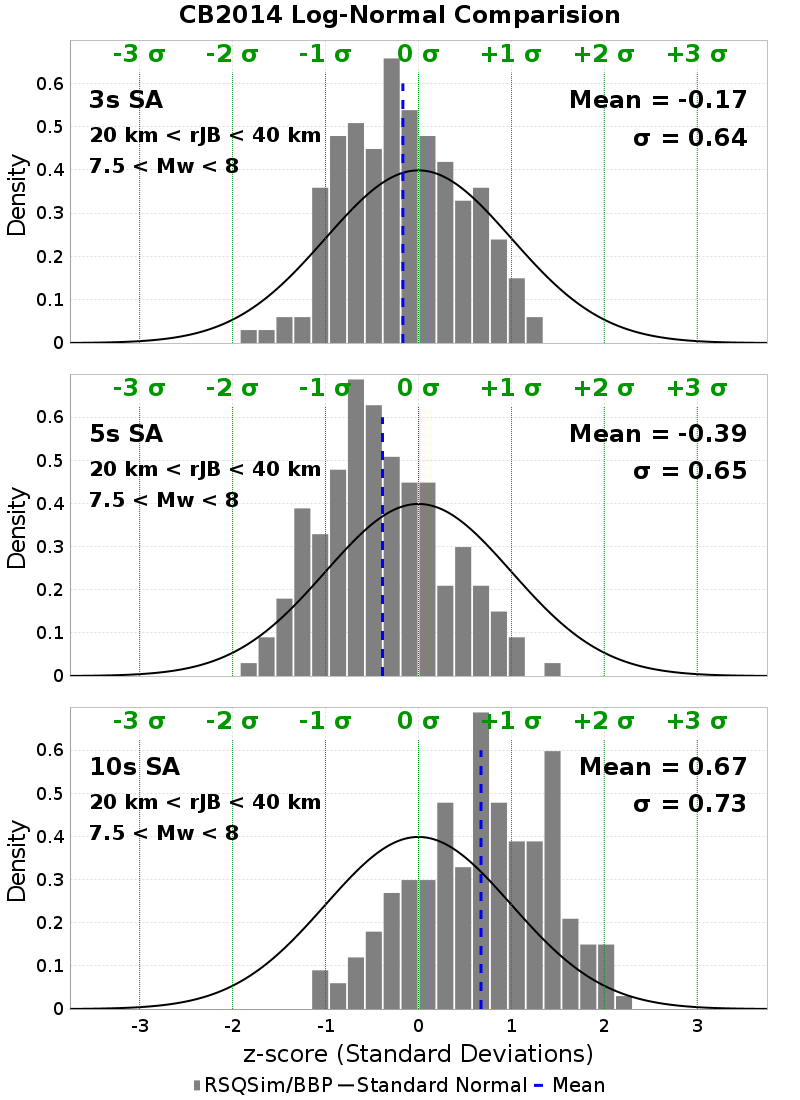 CB2014 Log-Normal Comparision
-3 σ -2 σ -1 σ 0 σ +1 σ +2 σ +3 σ
0.6
3s SA
Mean = -0.17
0.5
20 km < rJB < 40 km
σ = 0.64
0.4
7.5 < Mw < 8
0.3
0.2
0.1
0
Density
-3 σ -2 σ -1 σ 0 σ +1 σ +2 σ +3 σ
0.6
5s SA
Mean = -0.39
0.5
20 km < rJB < 40 km
σ = 0.65
0.4
7.5 < Mw < 8
0.3
0.2
0.1
0
Density
-3 σ -2 σ -1 σ 0 σ +1 σ +2 σ +3 σ
0.6
10s SA
Mean = 0.67
0.5
20 km < rJB < 40 km
σ = 0.73
0.4
7.5 < Mw < 8
0.3
0.2
0.1
0
Density
-3 -2 -1 0 1 2 3
z-score (Standard Deviations)
RSQSim/BBP Standard Normal Mean